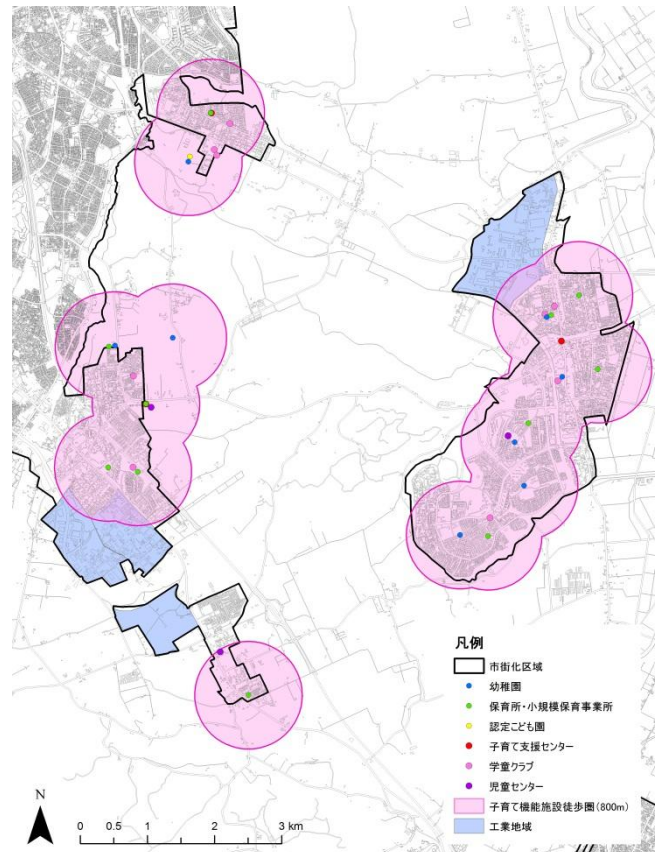 凡例
市街化区域
幼稚園
保育所・小規模保育事業所
認定こども園
子育て支援センター
学童クラブ
児童センター
子育て機能施設徒歩圏(800m)
工業地域
N
0 0.5 1 2 3 km